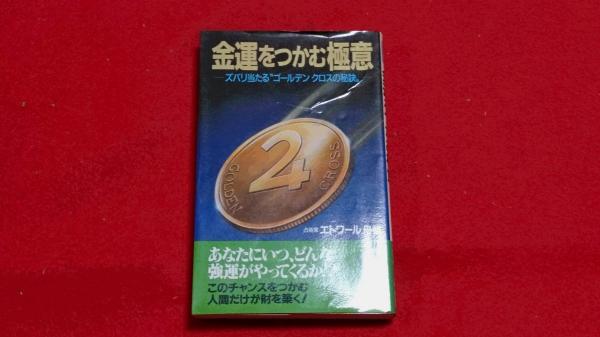 金運をつかむ極意
─ズバリ当たる"ゴールデン クロスの秘訣。
24
GOLDEN
CROSS
占術家 エトワール
あなたにいつ、どんな
強運がやってくるか
このチャンスをつかむ
人間だけが財を築く!